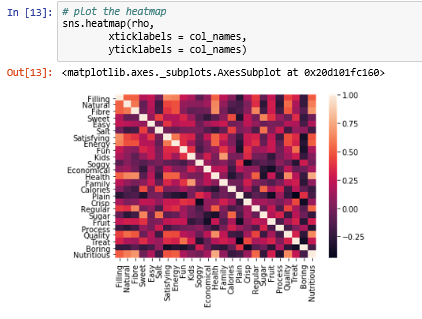 In [13]: # plot the heatmap
sns.heatmap(rho,
xticklabels = col_names,
yticklabels = col_names)
Out[13]: <matplotlib.axes._subplots.AxesSubplot at 0x20d101fc160>
Filling
Natural
Fibre
Sweet
Easy
Salt
Satisfying
Energy
Fun
Kids
Soggy
Economical
Health
Family
Calories
Plain
Crisp
Regular
Sugar
Fruit
Process
Quality
Treat
Boring
Nutritious
1.00
0.75
0.50
0.25
0.00
−0.25
Filling
Natural
Fibre
Sweet
Easy
Salt
Satisfying
Energy
Fun
Kids
Soggy
Economical
Health
Family
Calories
Plain
Crisp
Regular
Sugar
Fruit
Process
Quality
Treat
Boring
Nutritious